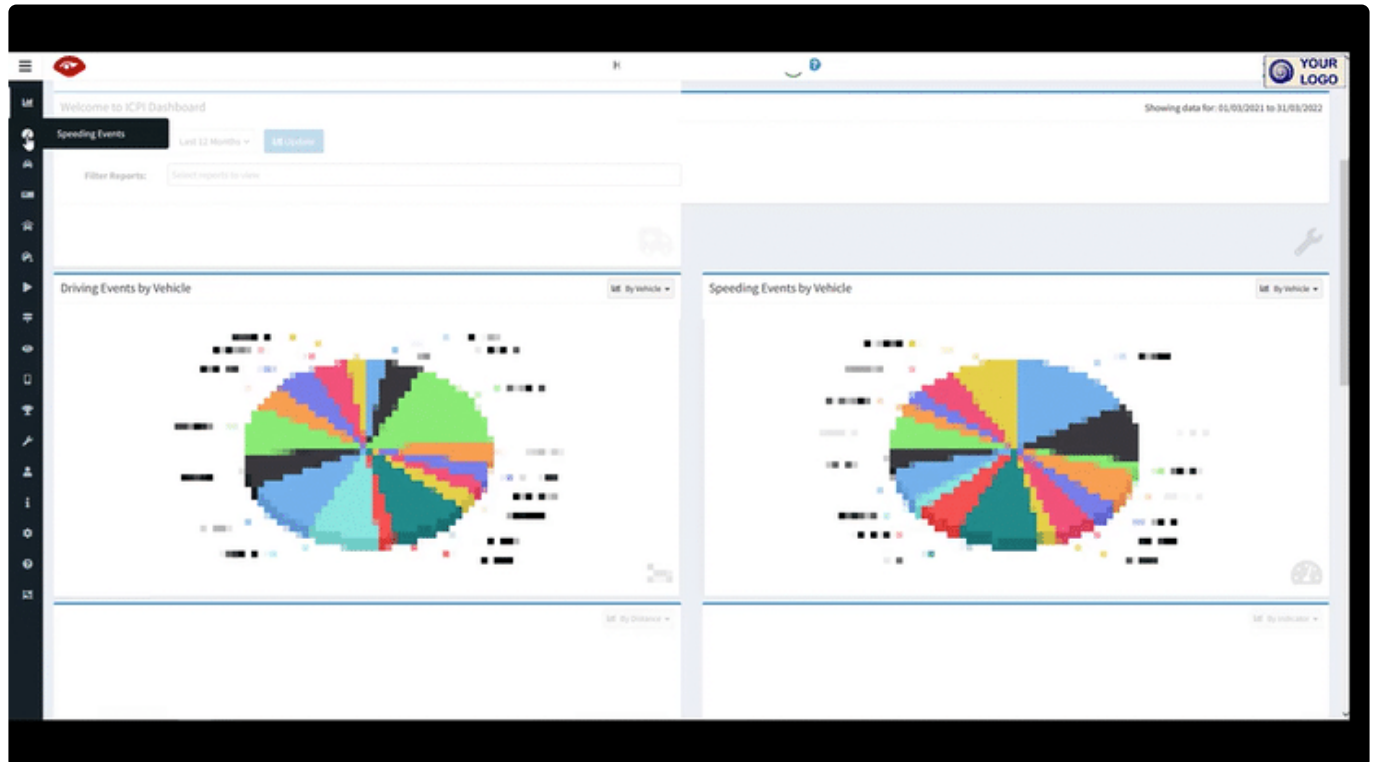 YOUR
LOGO
Welcome to ICPI Dashboard
Showing data for: 01/03/2021 to 31/03/2022
Speeding Events
Last 12 Months
Update
Filter Reports:
Select reports to view
Driving Events by Vehicle
By Vehicle
Speeding Events by Vehicle
By Vehicle
By Distance
By Indicator